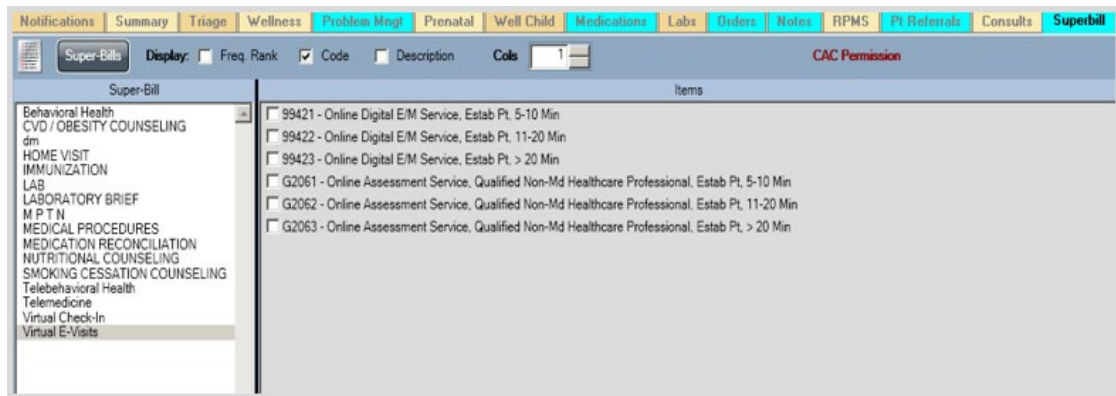 Notifications Summary Triage Wellness Problem Mngt Prenatal Well Child Medications Labs Orders Notes RPMS Pt Referrals Consults Superbill
Super-Bills Display: Freq. Rank Code Description Cols 1 CAC Permission
Super-Bill
Behavioral Health
CVD / OBESITY COUNSELING
dm
HOME VISIT
IMMUNIZATION
LAB
LABORATORY BRIEF
M P T N
MEDICAL PROCEDURES
MEDICATION RECONCILIATION
NUTRITIONAL COUNSELING
SMOKING CESSATION COUNSELING
Telebehavioral Health
Telemedicine
Virtual Check-In
Virtual E-Visits
Items
99421 - Online Digital E/M Service, Estab Pt, 5-10 Min
99422 - Online Digital E/M Service, Estab Pt, 11-20 Min
99423 - Online Digital E/M Service, Estab Pt, > 20 Min
G2061 - Online Assessment Service, Qualified Non-Md Healthcare Professional, Estab Pt, 5-10 Min
G2062 - Online Assessment Service, Qualified Non-Md Healthcare Professional, Estab Pt, 11-20 Min
G2063 - Online Assessment Service, Qualified Non-Md Healthcare Professional, Estab Pt, > 20 Min